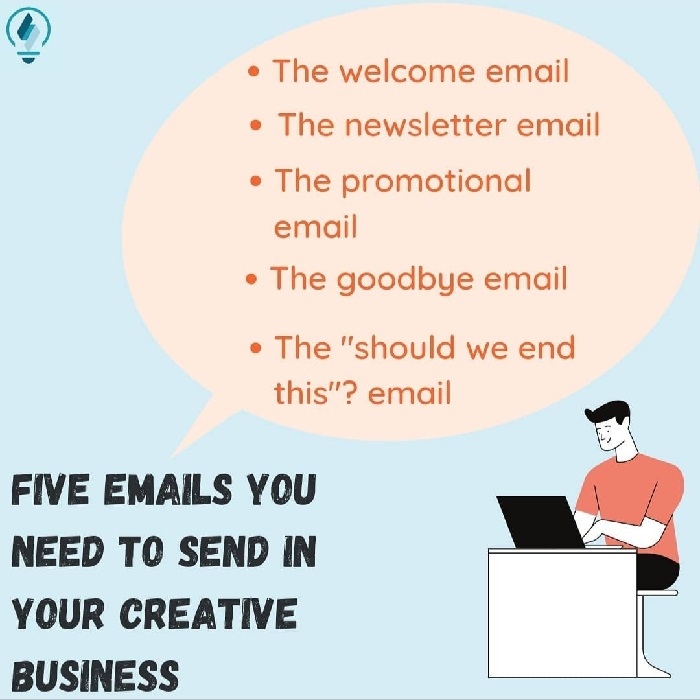 • The welcome email
• The newsletter email
• The promotional
email
• The goodbye email
• The "should we end
this"? email
FIVE EMAILS YOU
NEED TO SEND IN
YOUR CREATIVE
BUSINESS